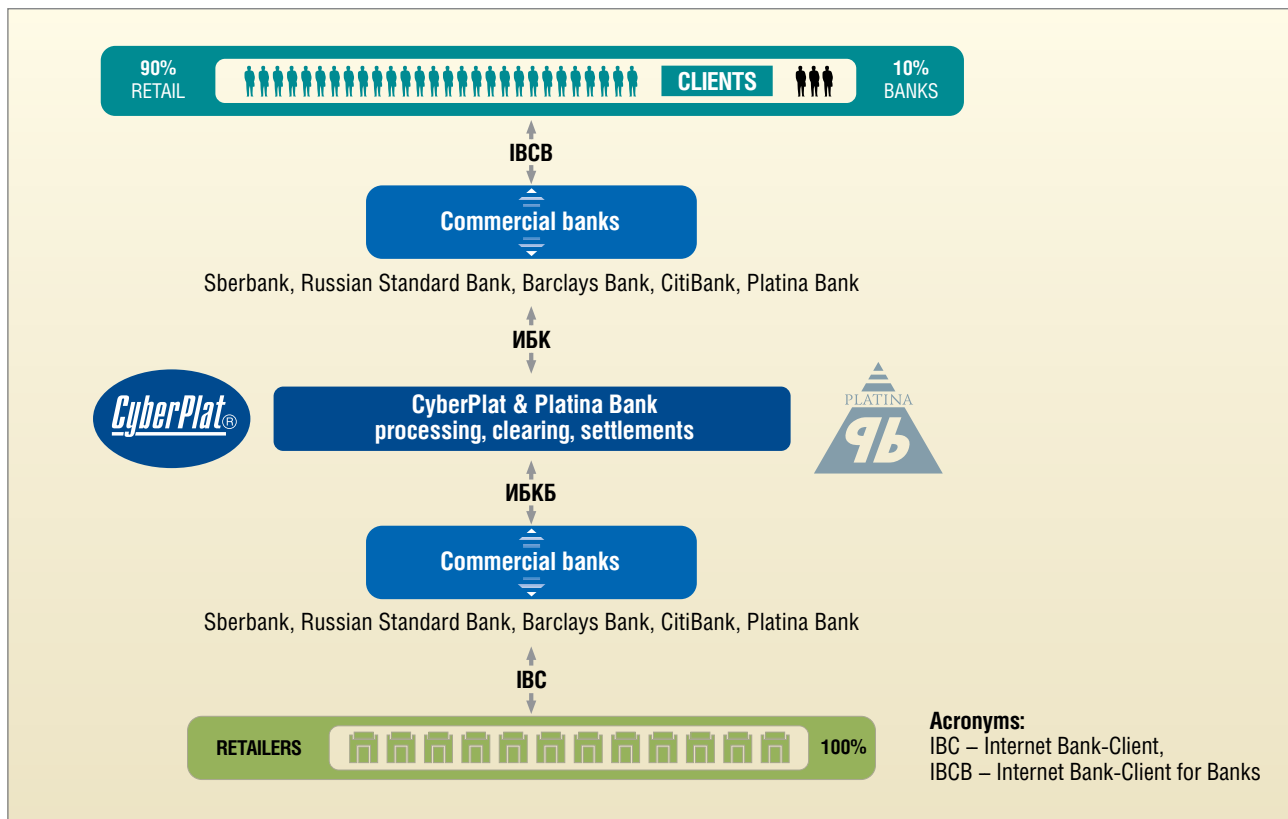 90%
RETAIL
CLIENTS
10%
BANKS
IBCB
Commercial banks
Sberbank, Russian Standard Bank, Barclays Bank, CitiBank, Platina Bank
ИБК
CyberPlat®
CyberPlat & Platina Bank
processing, clearing, settlements
PLATINA
pb
ИБКБ
Commercial banks
Sberbank, Russian Standard Bank, Barclays Bank, CitiBank, Platina Bank
IBC
RETAILERS
100%
Acronyms:
IBC – Internet Bank-Client,
IBCB – Internet Bank-Client for Banks